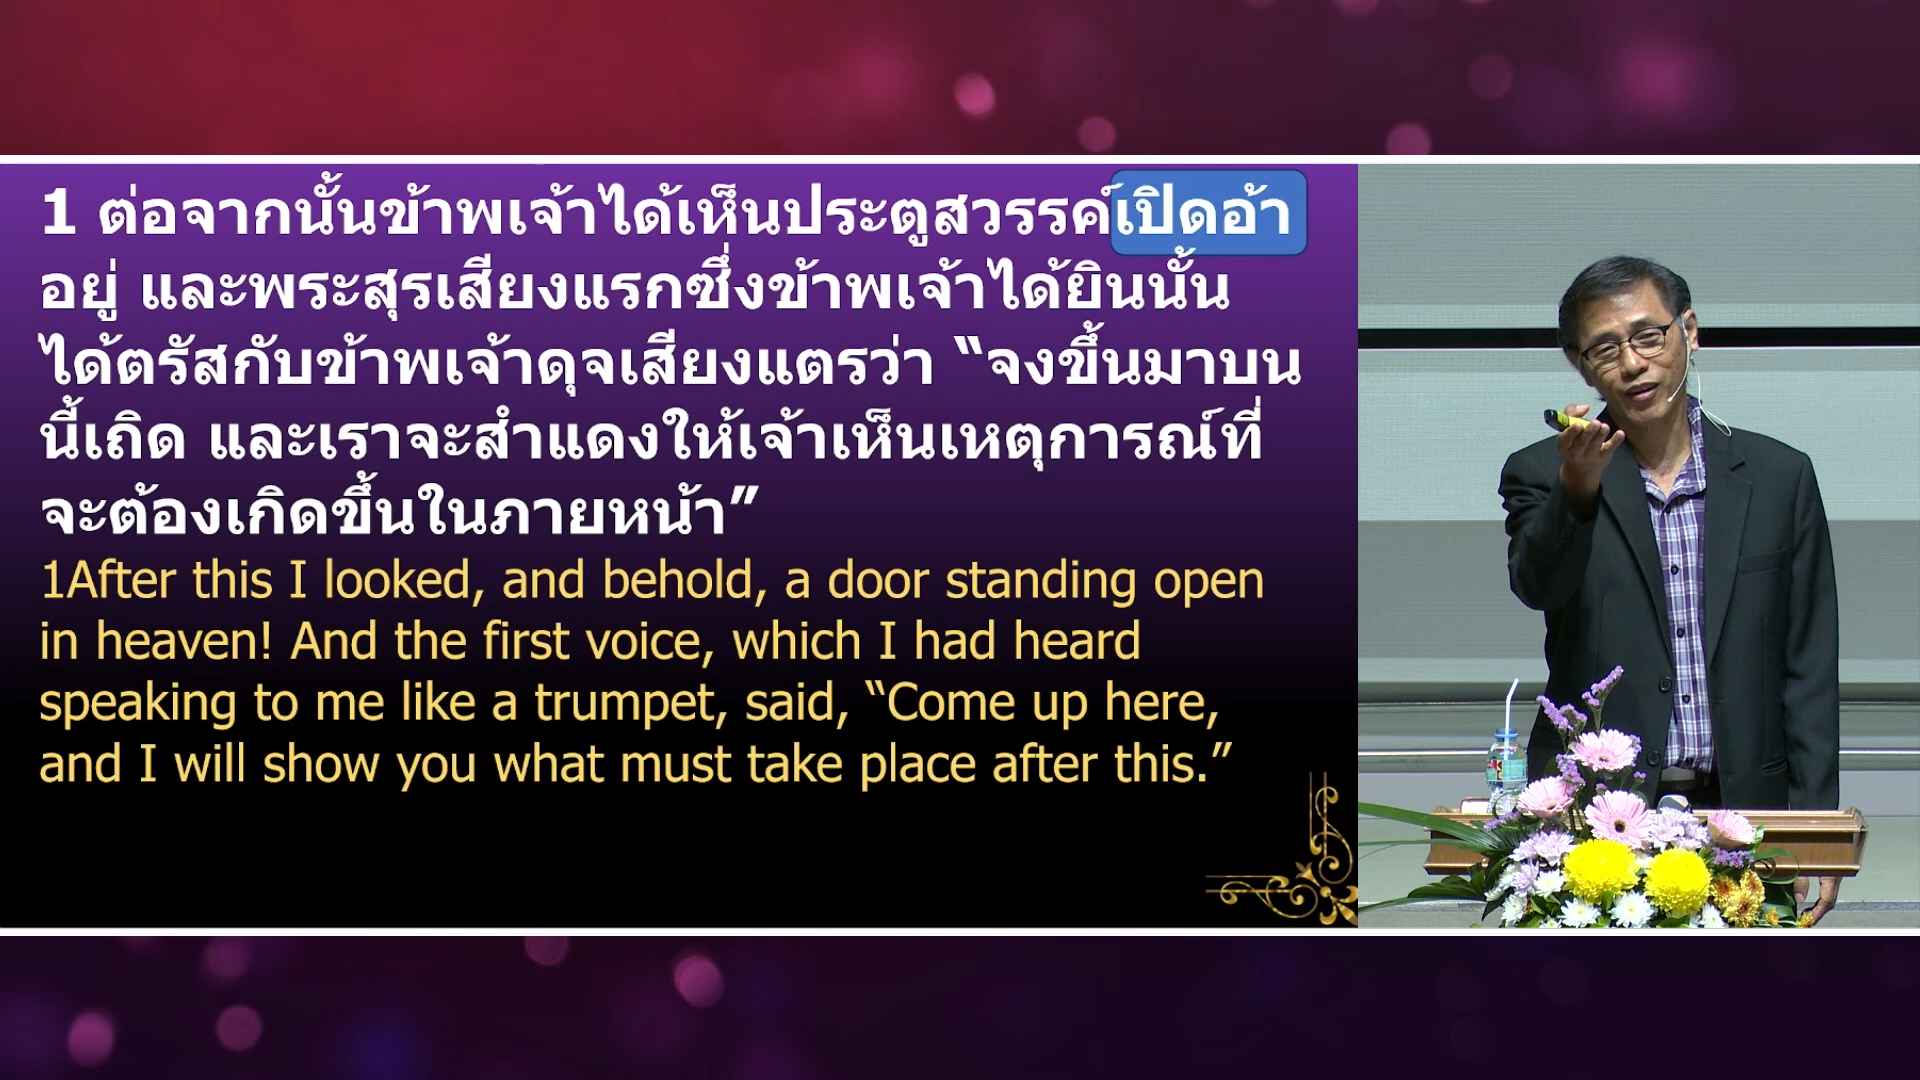 1 ต่อจากนั้นข้าพเจ้าได้เห็นประตูสวรรค์เปิดอ้า
อยู่ และพระสุรเสียงแรกซึ่งข้าพเจ้าได้ยินนั้น
ได้ตรัสกับข้าพเจ้าดุจเสียงแตรว่า “จงขึ้นมาบน
นี้เถิด และเราจะสำแดงให้เจ้าเห็นเหตุการณ์ที่
จะต้องเกิดขึ้นในภายหน้า”
1After this I looked, and behold, a door standing open
in heaven! And the first voice, which I had heard
speaking to me like a trumpet, said, “Come up here,
and I will show you what must take place after this.”